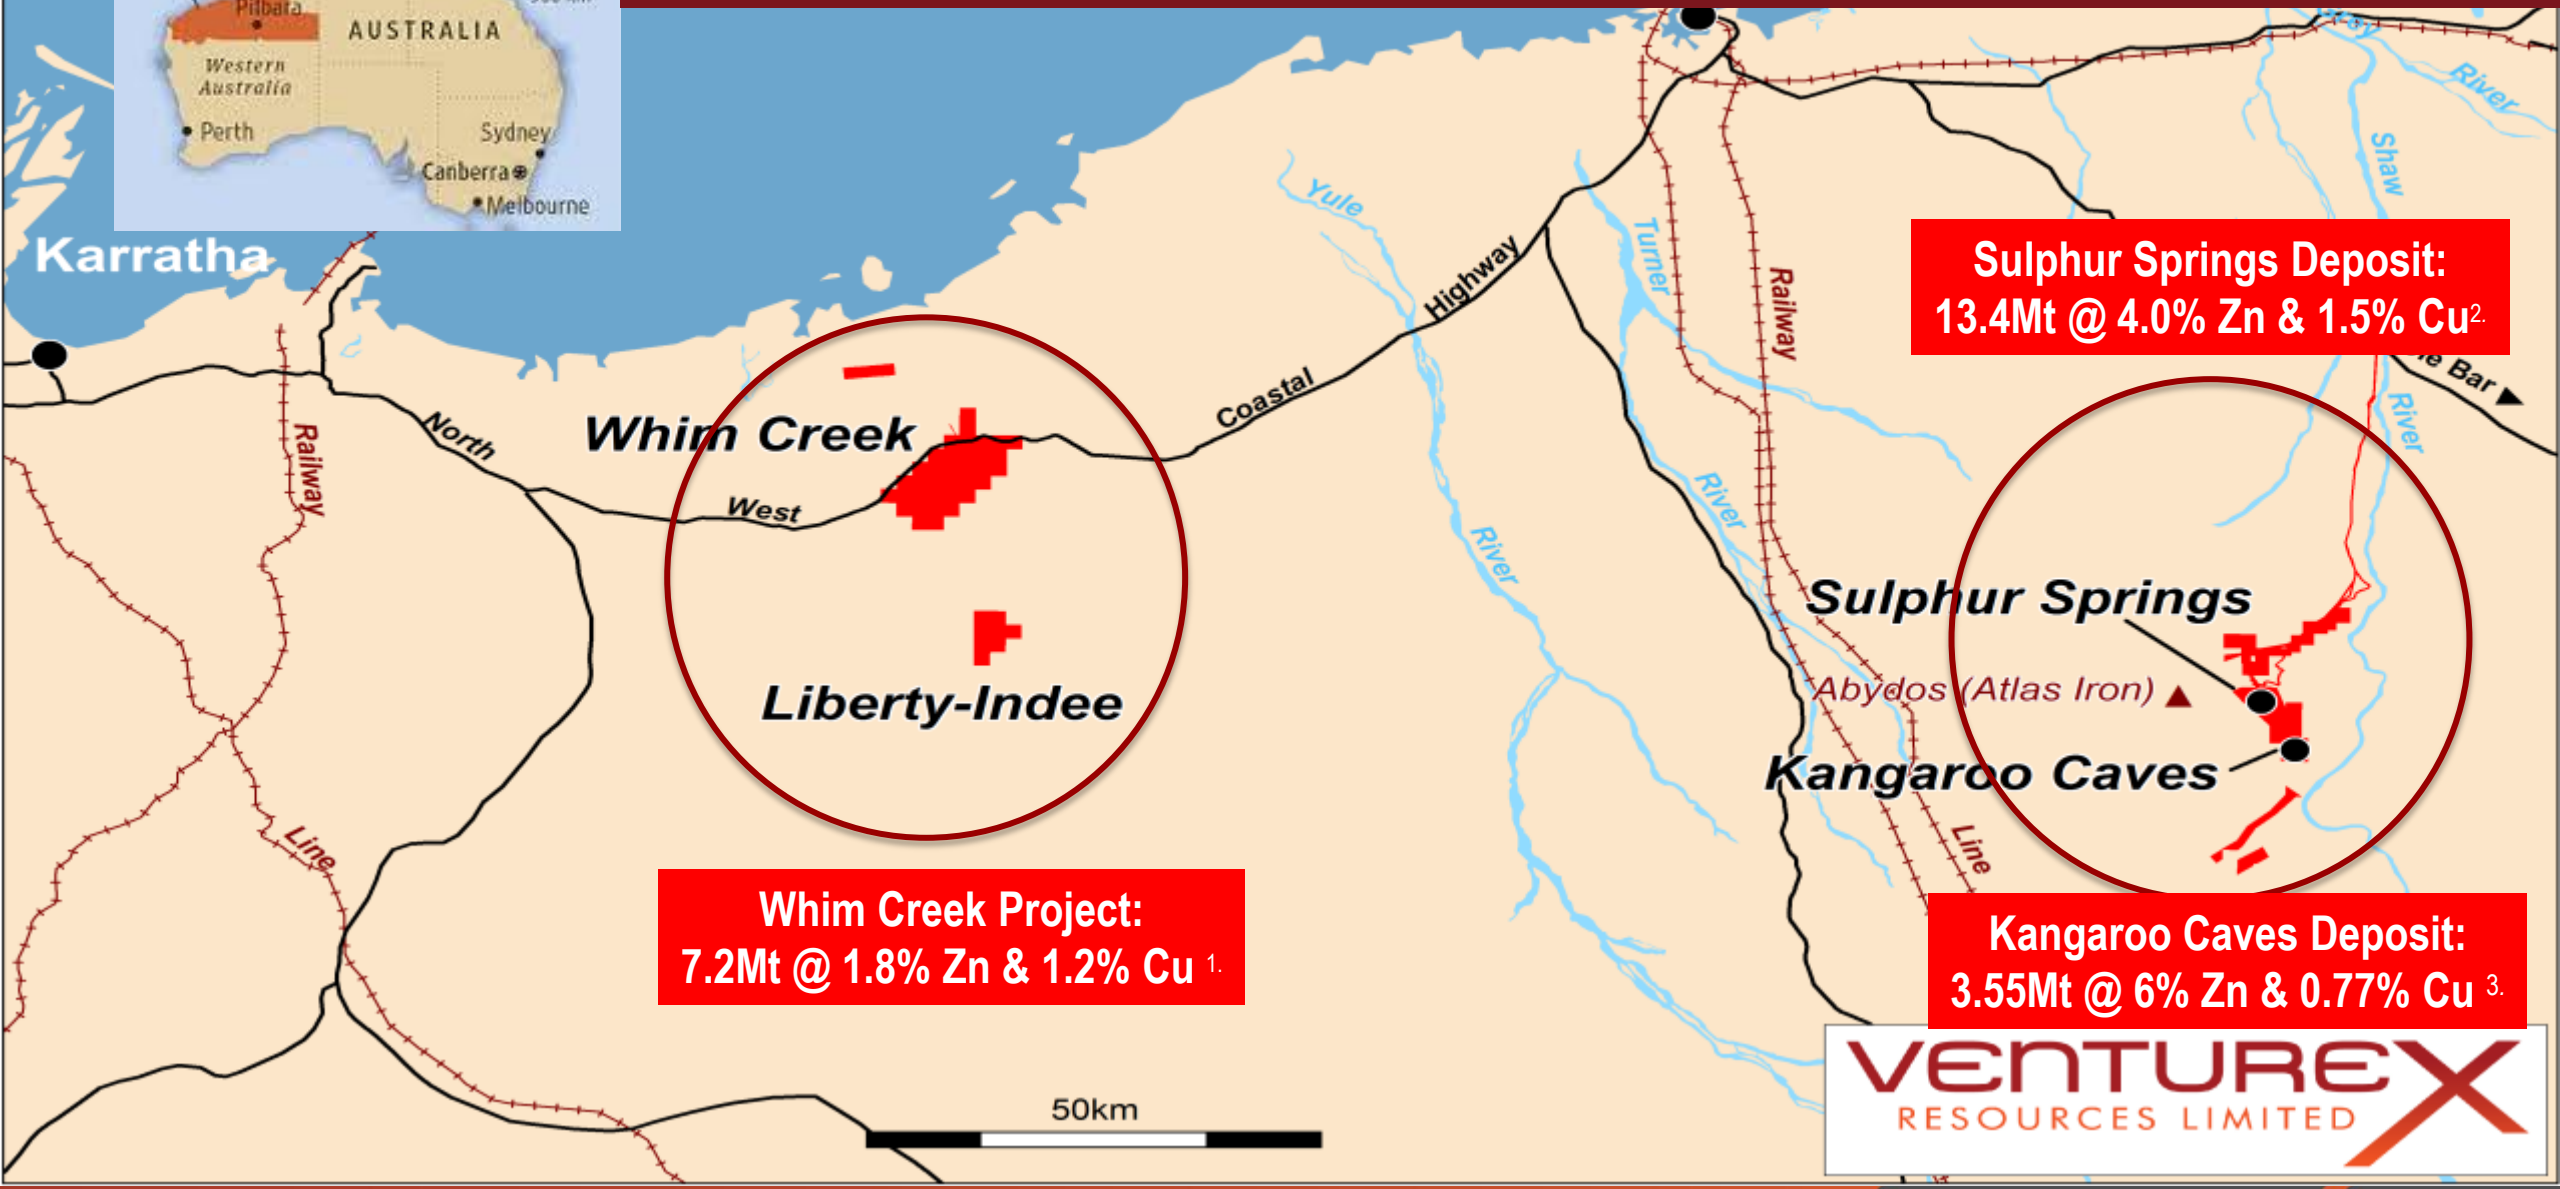 Pilbara
AUSTRALIA
Western
Australia
Perth
Sydney
Canberra
Melbourne
Karratha
Yule
River
Turner
River
Shaw
River
River
Railway
Line
Railway
Line
North
West
Coastal
Highway
Whim Creek
Liberty-Indee
Sulphur Springs Deposit:
13.4Mt @ 4.0% Zn & 1.5% Cu2.
Bar
Sulphur Springs
Abydos (Atlas Iron)
Kangaroo Caves
Whim Creek Project:
7.2Mt @ 1.8% Zn & 1.2% Cu 1.
Kangaroo Caves Deposit:
3.55Mt @ 6% Zn & 0.77% Cu 3.
50km
VENTUREX
RESOURCES LIMITED